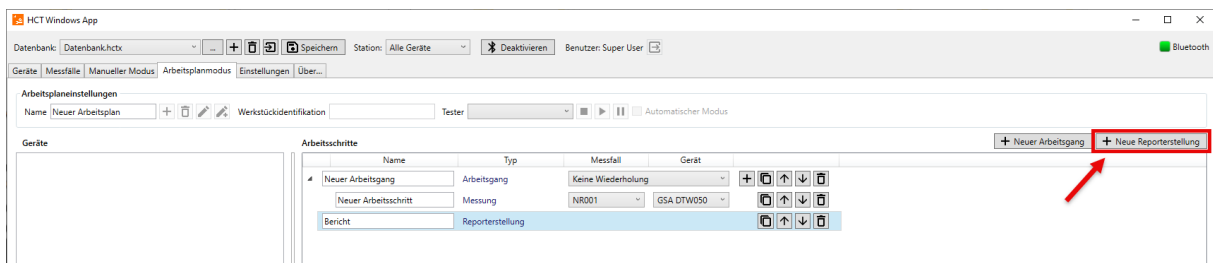 HCT Windows App
Datenbank: Datenbank.hctx ... Speichern Station: Alle Geräte Deaktivieren Benutzer: Super User Bluetooth
Geräte Messfälle Manueller Modus Arbeitsplanmodus Einstellungen Über...
Arbeitsplaneinstellungen
Name Neuer Arbeitsplan Werkstückidentifikation Tester Automatischer Modus
Geräte Arbeitsschritte + Neuer Arbeitsgang + Neue Reporterstellung
Name Typ Messfall Gerät
Neuer Arbeitsgang Arbeitsgang Keine Wiederholung
Neuer Arbeitsschritt Messung NR001 GSA DTW050
Bericht Reporterstellung